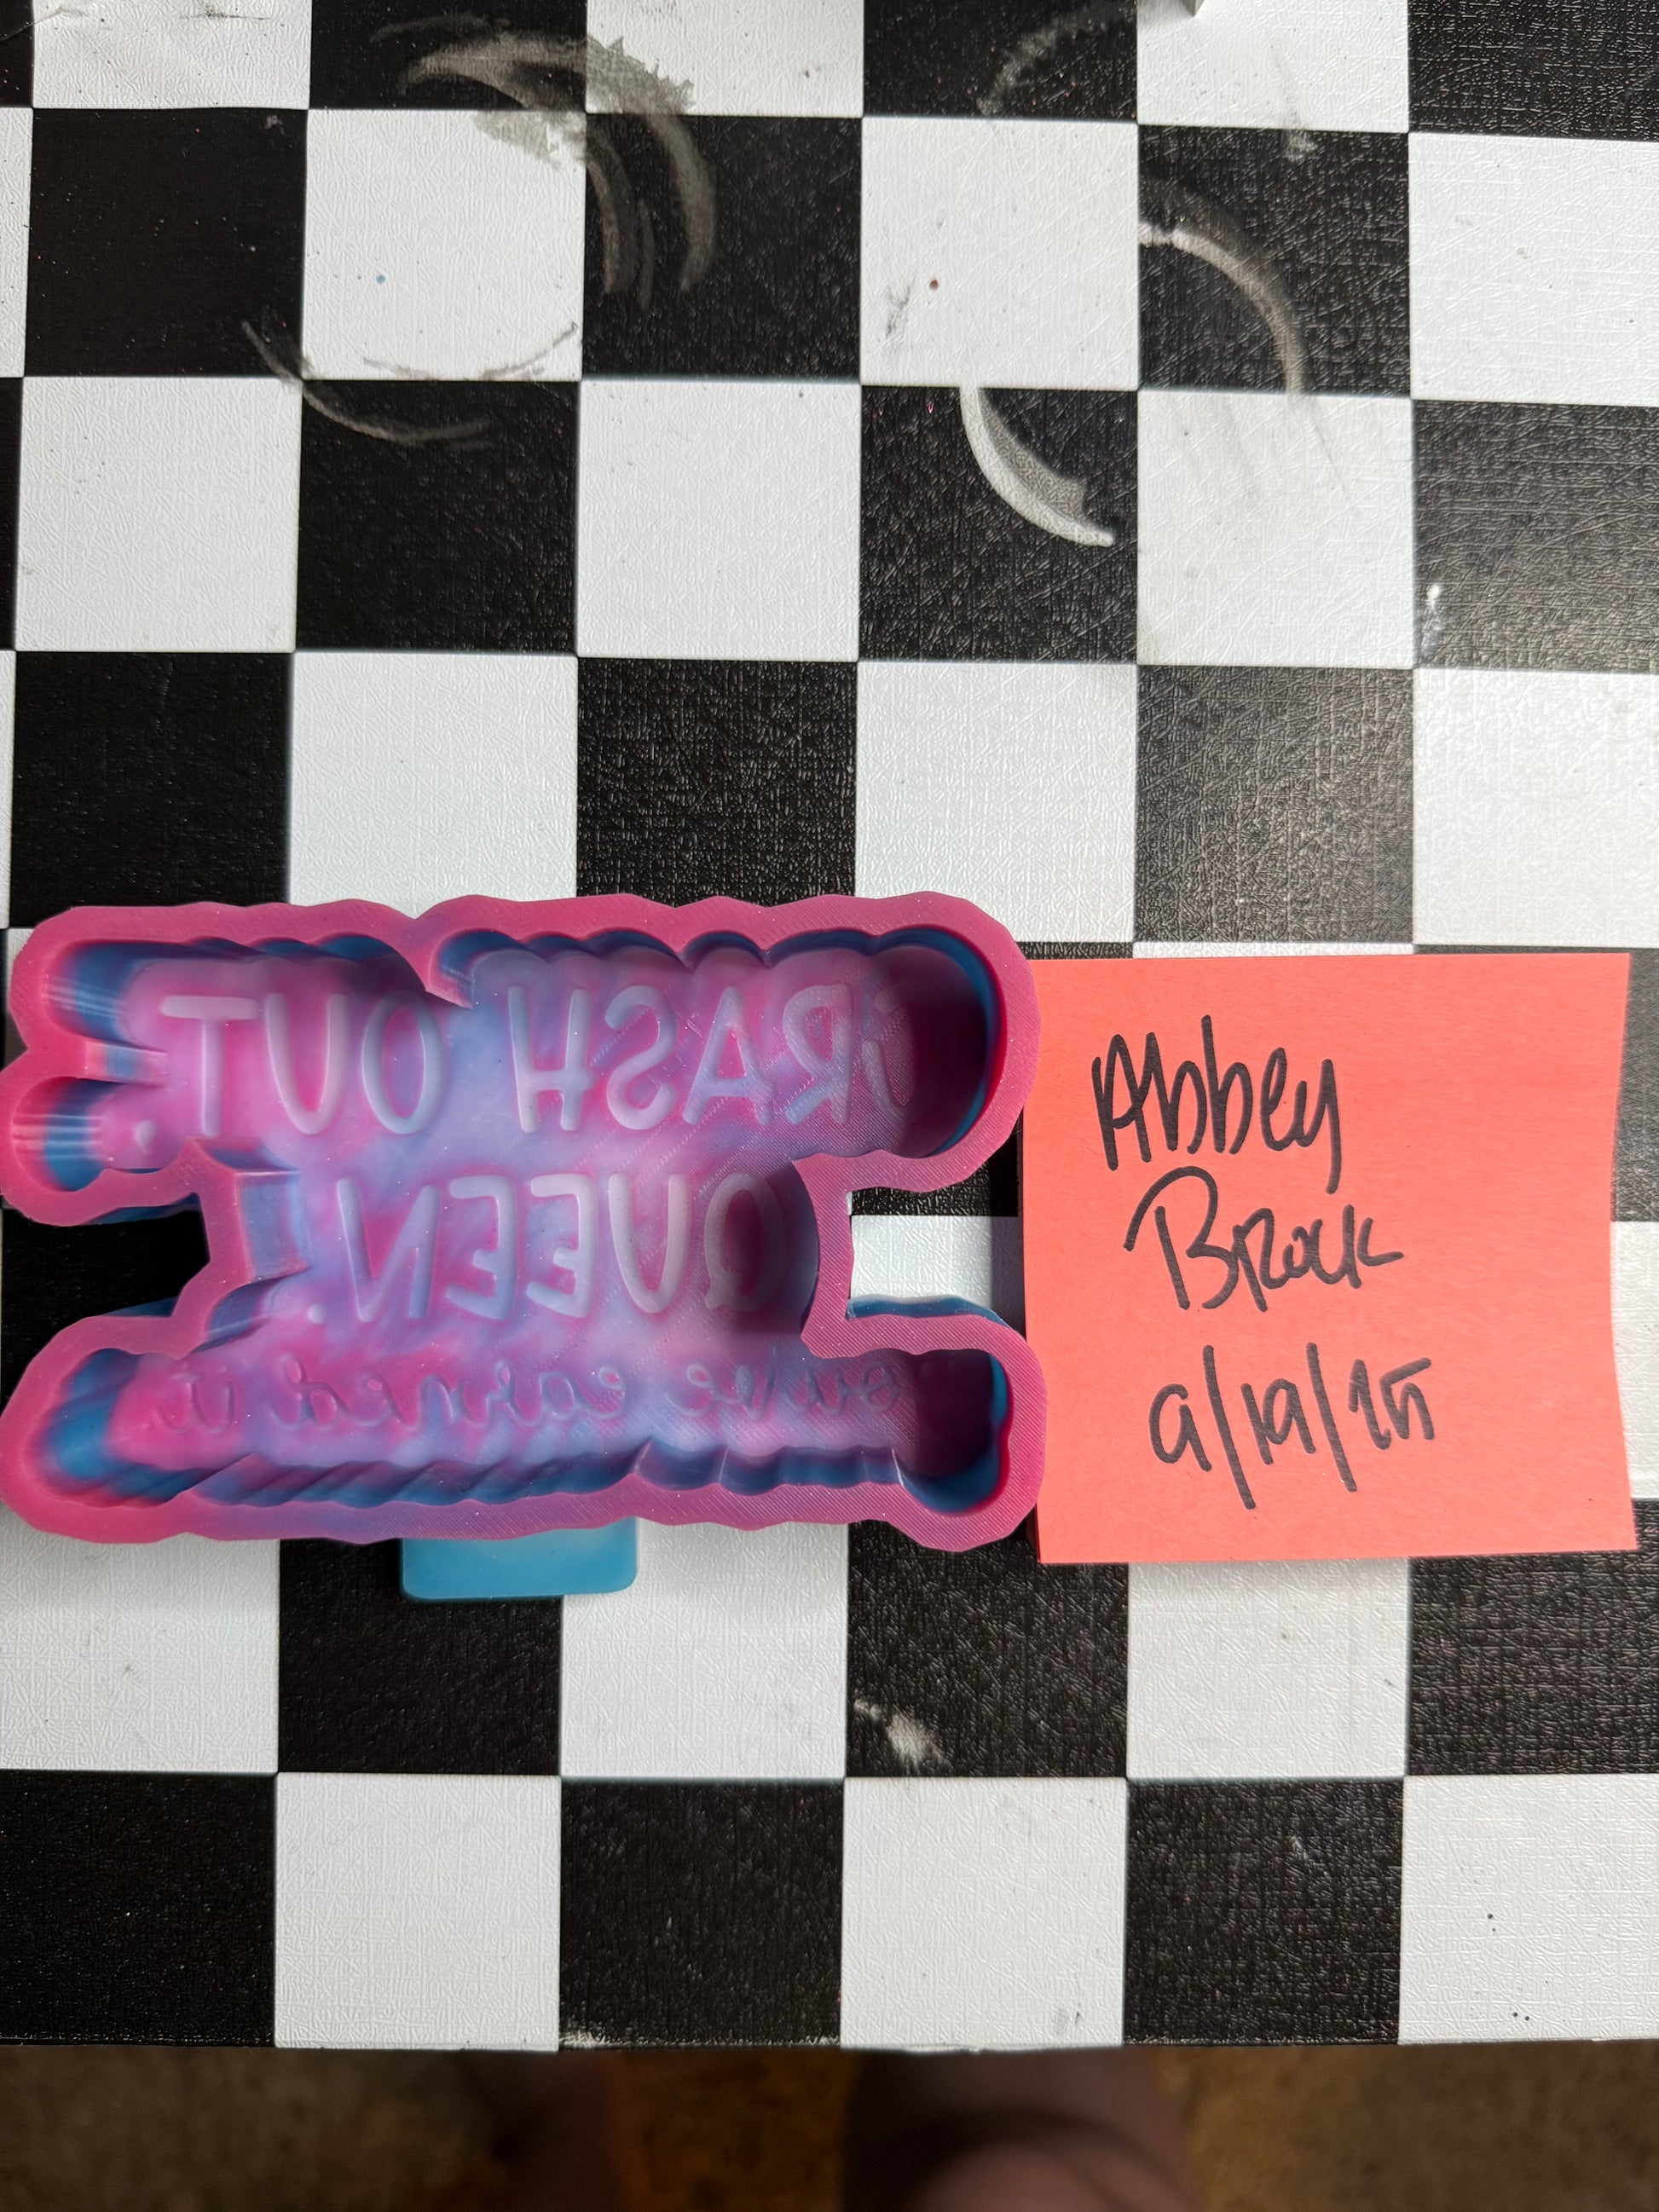 CRASH OUT.
QUEEN.
earned it
Abbey
Brock
9/19/25